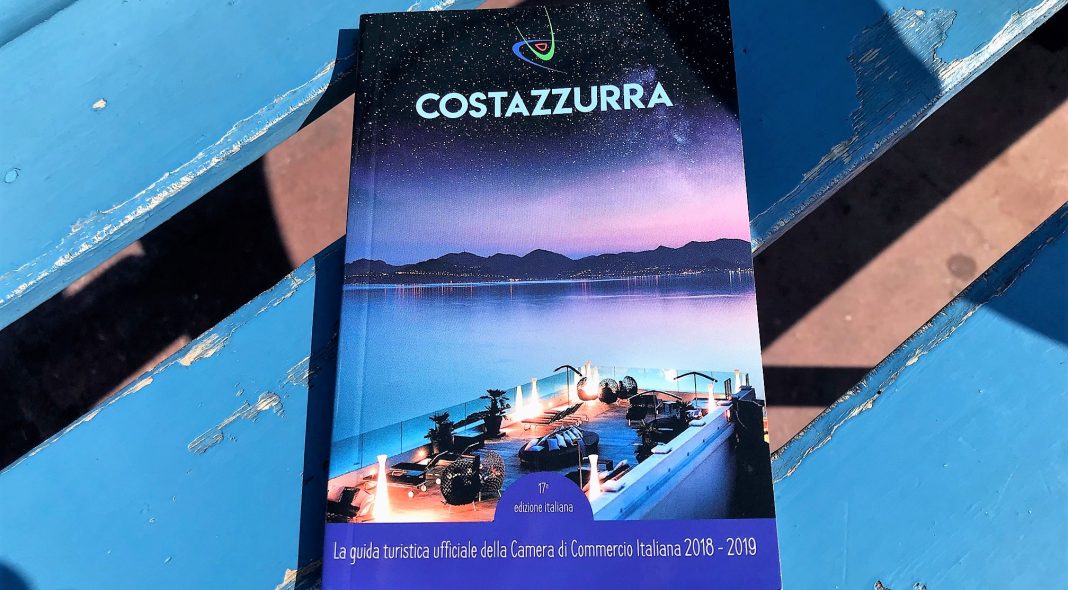 COSTAZZURRA
17ª
edizione italiana
La guida turistica ufficiale della Camera di Commercio Italiana 2018 - 2019